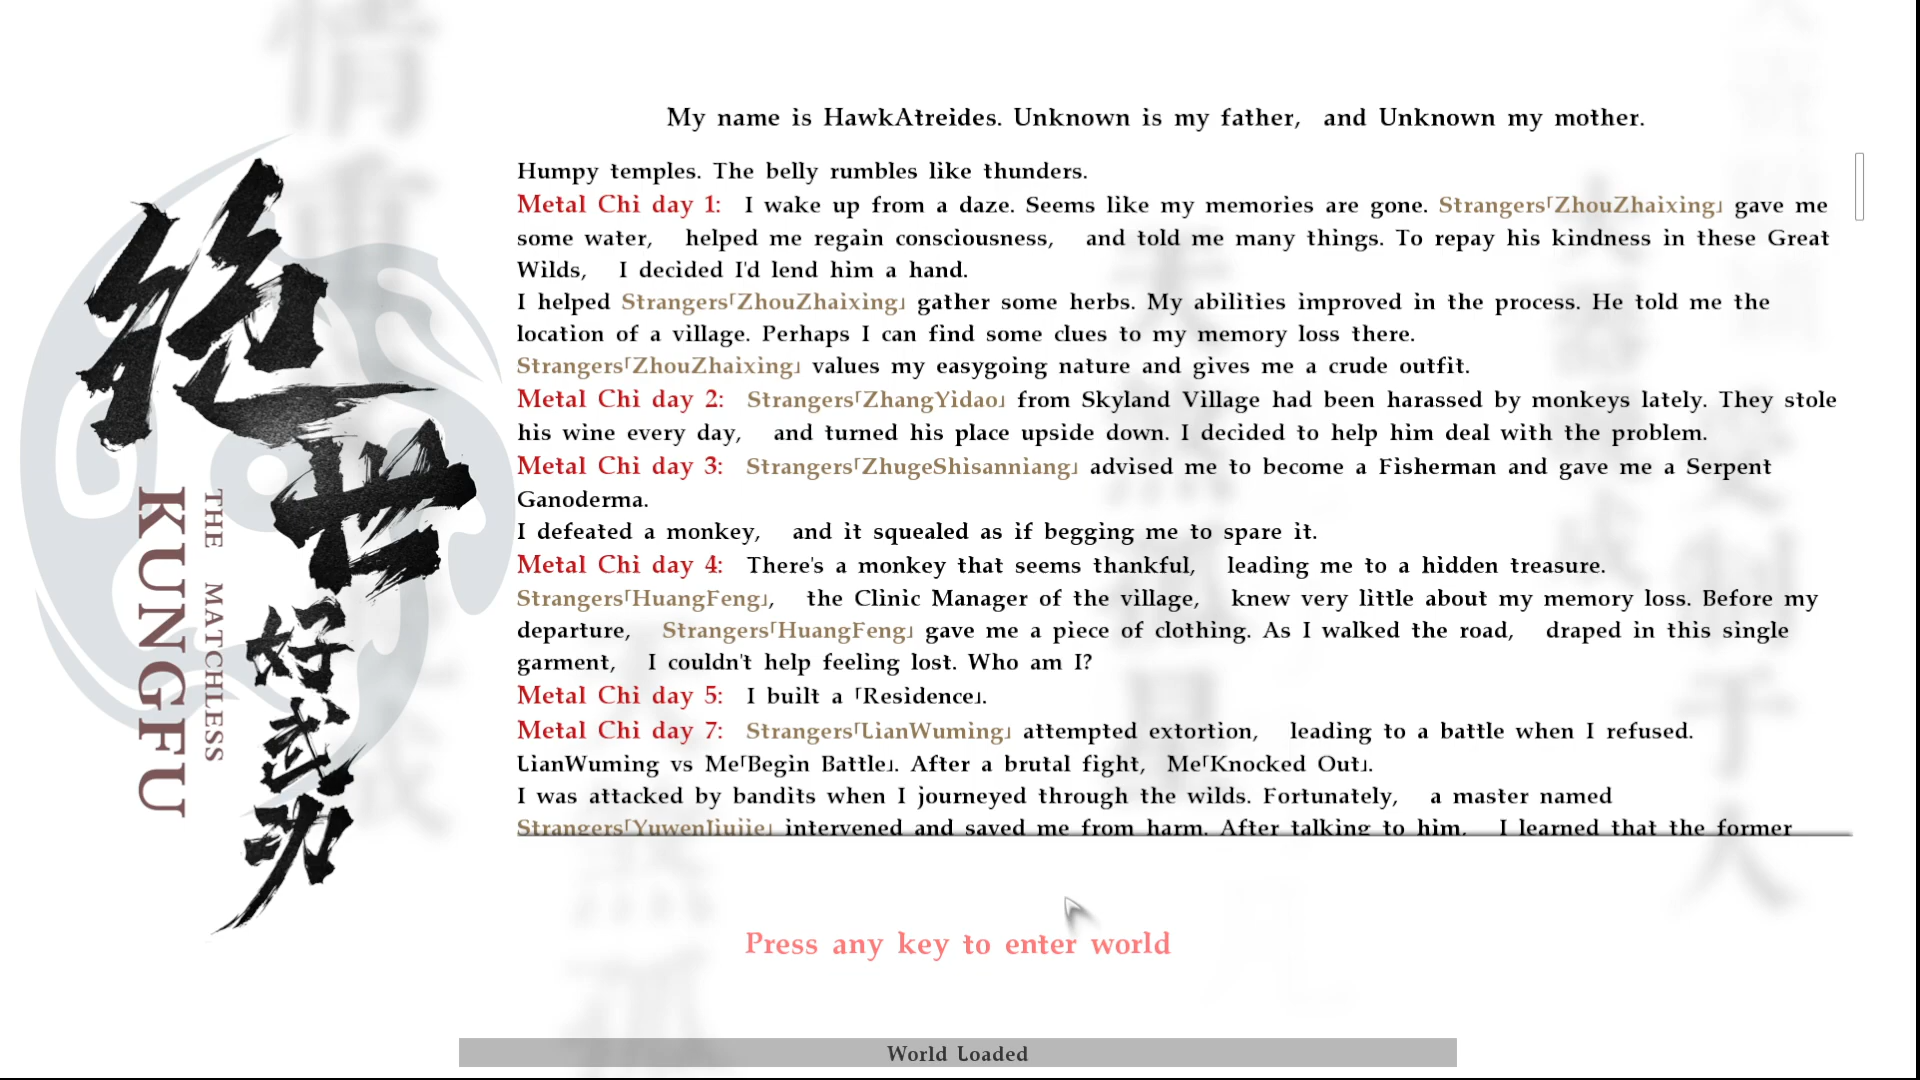 My name is HawkAtreides. Unknown is my father, and Unknown my mother.
Humpy temples. The belly rumbles like thunders.
Metal Chi day 1: I wake up from a daze. Seems like my memories are gone. Strangers「ZhouZhaixing」 gave me
some water, helped me regain consciousness, and told me many things. To repay his kindness in these Great
Wilds, I decided I'd lend him a hand.
I helped Strangers「ZhouZhaixing」 gather some herbs. My abilities improved in the process. He told me the
location of a village. Perhaps I can find some clues to my memory loss there.
Strangers「ZhouZhaixing」 values my easygoing nature and gives me a crude outfit.
Metal Chi day 2: Strangers「ZhangYidao」 from Skyland Village had been harassed by monkeys lately. They stole
his wine every day, and turned his place upside down. I decided to help him deal with the problem.
Metal Chi day 3: Strangers「ZhugeShisanniang」 advised me to become a Fisherman and gave me a Serpent
Ganoderma.
I defeated a monkey, and it squealed as if begging me to spare it.
Metal Chi day 4: There's a monkey that seems thankful, leading me to a hidden treasure.
Strangers「HuangFeng」, the Clinic Manager of the village, knew very little about my memory loss. Before my
departure, Strangers「HuangFeng」 gave me a piece of clothing. As I walked the road, draped in this single
garment, I couldn't help feeling lost. Who am I?
Metal Chi day 5: I built a 「Residence」.
Metal Chi day 7: Strangers「LianWuming」 attempted extortion, leading to a battle when I refused.
LianWuming vs Me「Begin Battle」. After a brutal fight, Me「Knocked Out」.
I was attacked by bandits when I journeyed through the wilds. Fortunately, a master named
Strangers「YuwenJiujie」 intervened and saved me from harm. After talking to him, I learned that the former
绝世好武功
THE MATCHLESS
KUNGFU
Press any key to enter world
World Loaded